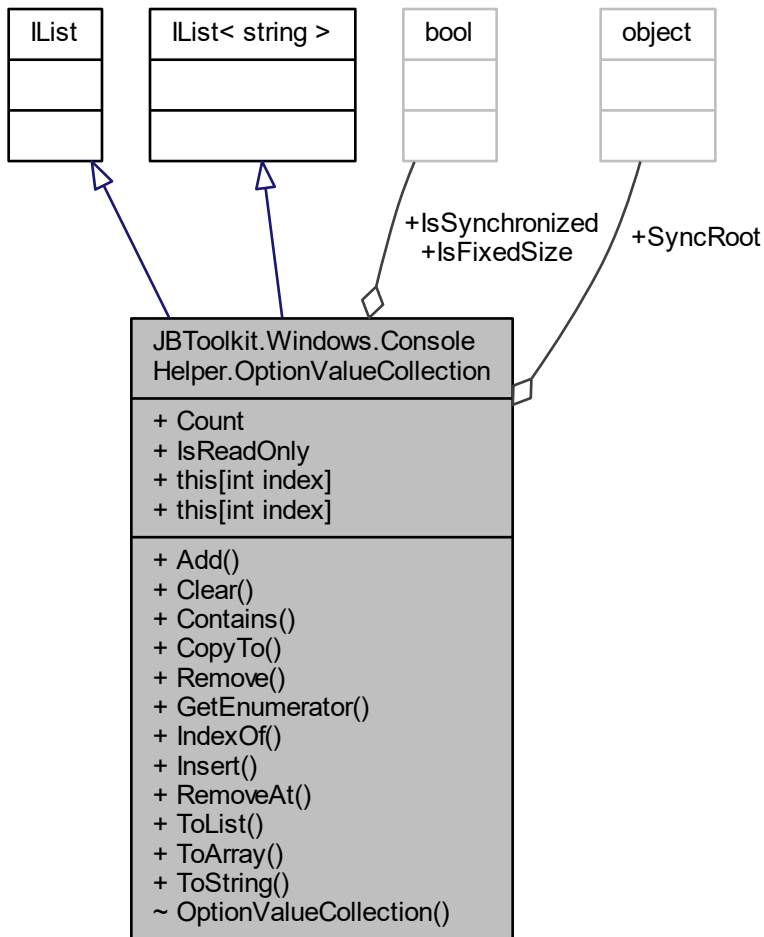 IList
IList< string >
bool
object
+IsSynchronized
+IsFixedSize
+SyncRoot
JBToolkit.Windows.Console
Helper.OptionValueCollection
+ Count
+ IsReadOnly
+ this[int index]
+ this[int index]
+ Add()
+ Clear()
+ Contains()
+ CopyTo()
+ Remove()
+ GetEnumerator()
+ IndexOf()
+ Insert()
+ RemoveAt()
+ ToList()
+ ToArray()
+ ToString()
~ OptionValueCollection()